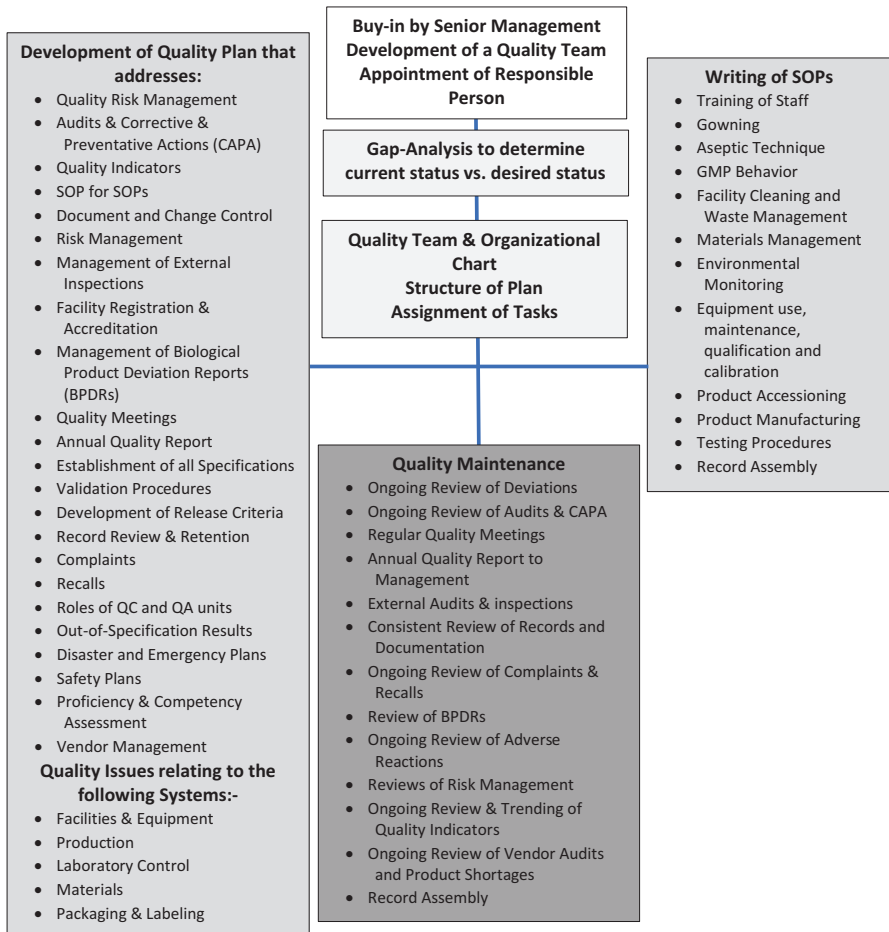 Buy-in by Senior Management
Development of a Quality Team
Appointment of Responsible
Person
Gap-Analysis to determine
current status vs. desired status
Quality Team & Organizational
Chart
Structure of Plan
Assignment of Tasks
Development of Quality Plan that
addresses:
• Quality Risk Management
• Audits & Corrective &
Preventative Actions (CAPA)
• Quality Indicators
• SOP for SOPs
• Document and Change Control
• Risk Management
• Management of External
Inspections
• Facility Registration &
Accreditation
• Management of Biological
Product Deviation Reports
(BPDRs)
• Quality Meetings
• Annual Quality Report
• Establishment of all Specifications
• Validation Procedures
• Development of Release Criteria
• Record Review & Retention
• Complaints
• Recalls
• Roles of QC and QA units
• Out-of-Specification Results
• Disaster and Emergency Plans
• Safety Plans
• Proficiency & Competency
Assessment
• Vendor Management
Quality Issues relating to the
following Systems:-
• Facilities & Equipment
• Production
• Laboratory Control
• Materials
• Packaging & Labeling
Writing of SOPs
• Training of Staff
• Gowning
• Aseptic Technique
• GMP Behavior
• Facility Cleaning and
Waste Management
• Materials Management
• Environmental
Monitoring
• Equipment use,
maintenance,
qualification and
calibration
• Product Accessioning
• Product Manufacturing
• Testing Procedures
• Record Assembly
Quality Maintenance
• Ongoing Review of Deviations
• Ongoing Review of Audits & CAPA
• Regular Quality Meetings
• Annual Quality Report to
Management
• External Audits & inspections
• Consistent Review of Records and
Documentation
• Ongoing Review of Complaints &
Recalls
• Review of BPDRs
• Ongoing Review of Adverse
Reactions
• Reviews of Risk Management
• Ongoing Review & Trending of
Quality Indicators
• Ongoing Review of Vendor Audits
and Product Shortages
• Record Assembly